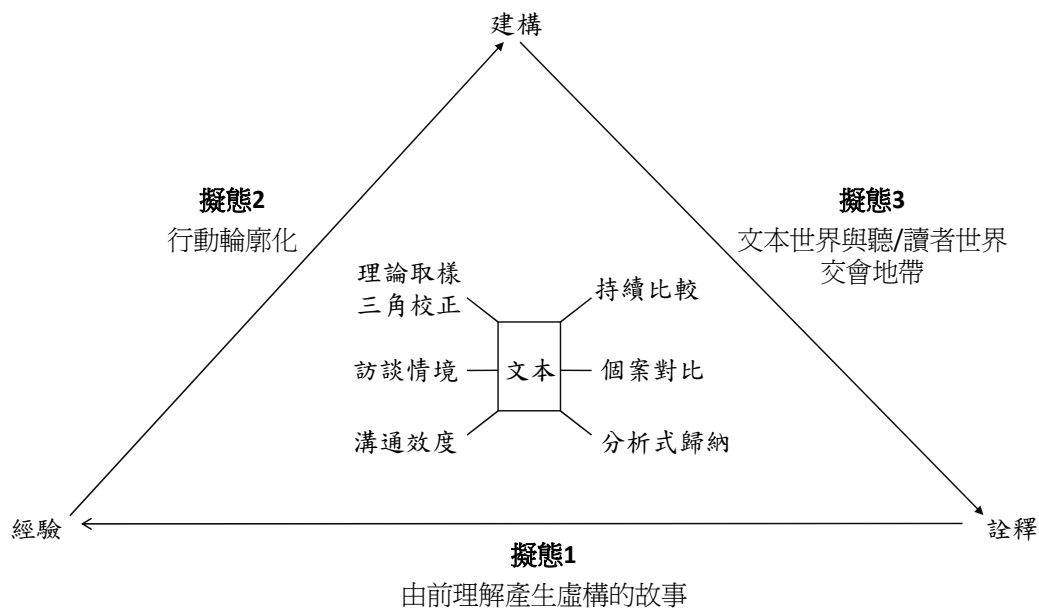 建構
擬態2
行動輪廓化
擬態3
文本世界與聽/讀者世界
交會地帶
理論取樣
三角校正
持續比較
訪談情境
文本
個案對比
溝通效度
分析式歸納
經驗
詮釋
擬態1
由前理解產生虛構的故事